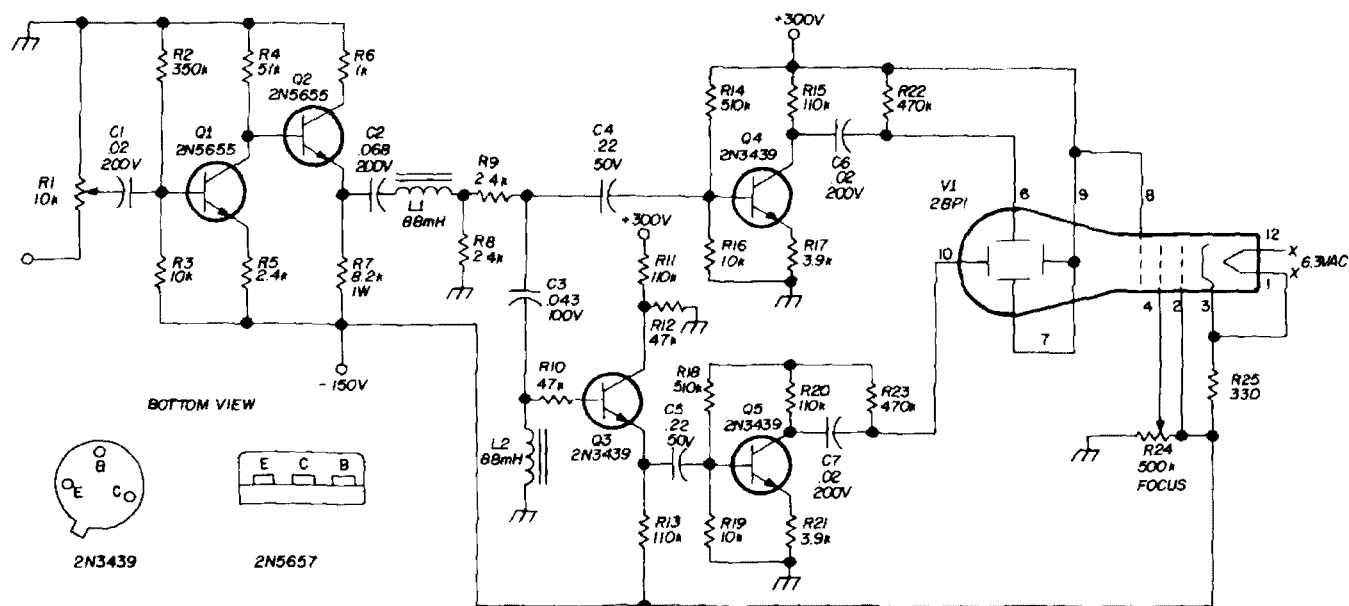 R1
10k
C1
.02
200V
R2
350k
R3
10k
R4
51k
Q1
2N5655
R5
2.4k
R6
1k
Q2
2N5655
R7
8.2k
1W
-150V
C2
.068
200V
L1
88mH
R8
2.4k
R9
2.4k
C3
.043
100V
C4
.22
50V
L2
88mH
R10
47k
+300V
R11
110k
R12
47k
Q3
2N3439
R13
110k
C5
.22
50V
+300V
R14
510k
R15
110k
R22
470k
Q4
2N3439
C6
.02
200V
R16
10k
R17
3.9k
R18
510k
R20
110k
R23
470k
Q5
2N3439
C7
.02
200V
R19
10k
R21
3.9k
V1
2BP1
6
9
8
10
12
6.3VAC
X
X
1
4
2
3
7
R25
330
R24
500k
FOCUS
BOTTOM VIEW
B
E
C
2N3439
E C B
2N5657